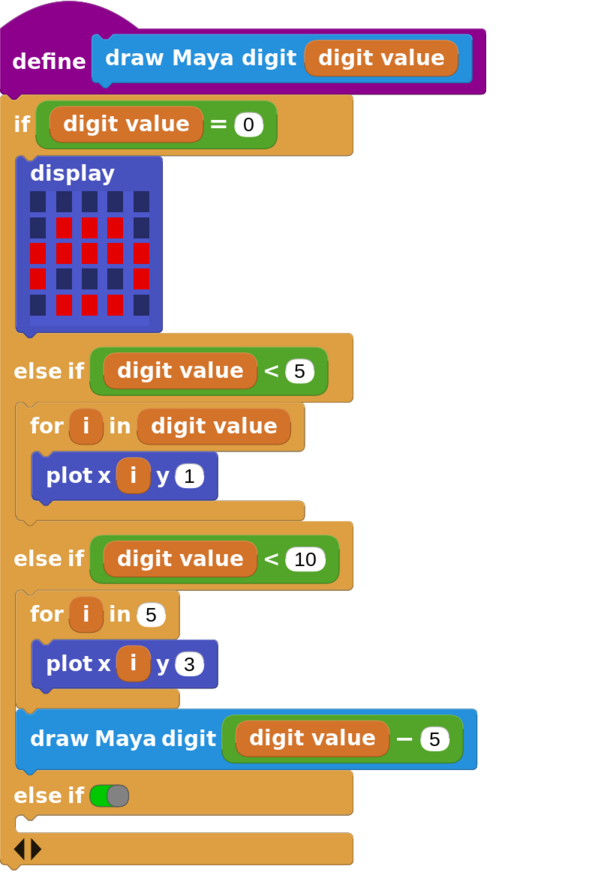 define draw Maya digit digit value
if digit value = 0
display
else if digit value < 5
for i in digit value
plot x i y 1
else if digit value < 10
for i in 5
plot x i y 3
draw Maya digit digit value − 5
else if